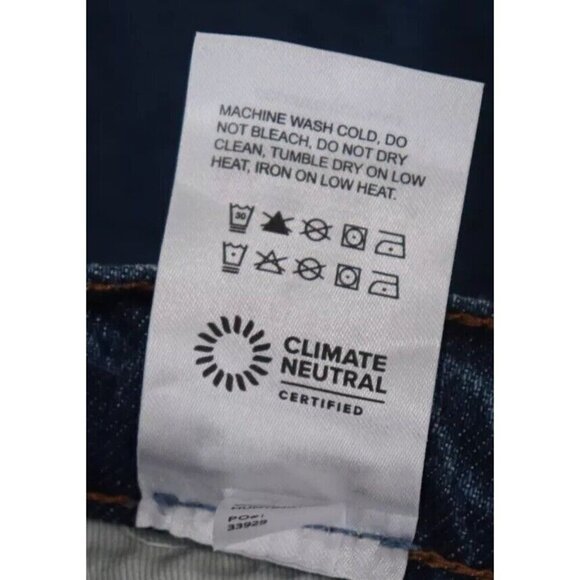 MACHINE WASH COLD, DO
NOT BLEACH, DO NOT DRY
CLEAN, TUMBLE DRY ON LOW
HEAT, IRON ON LOW HEAT.
30
CLIMATE
NEUTRAL
CERTIFIED
PO#:
33929